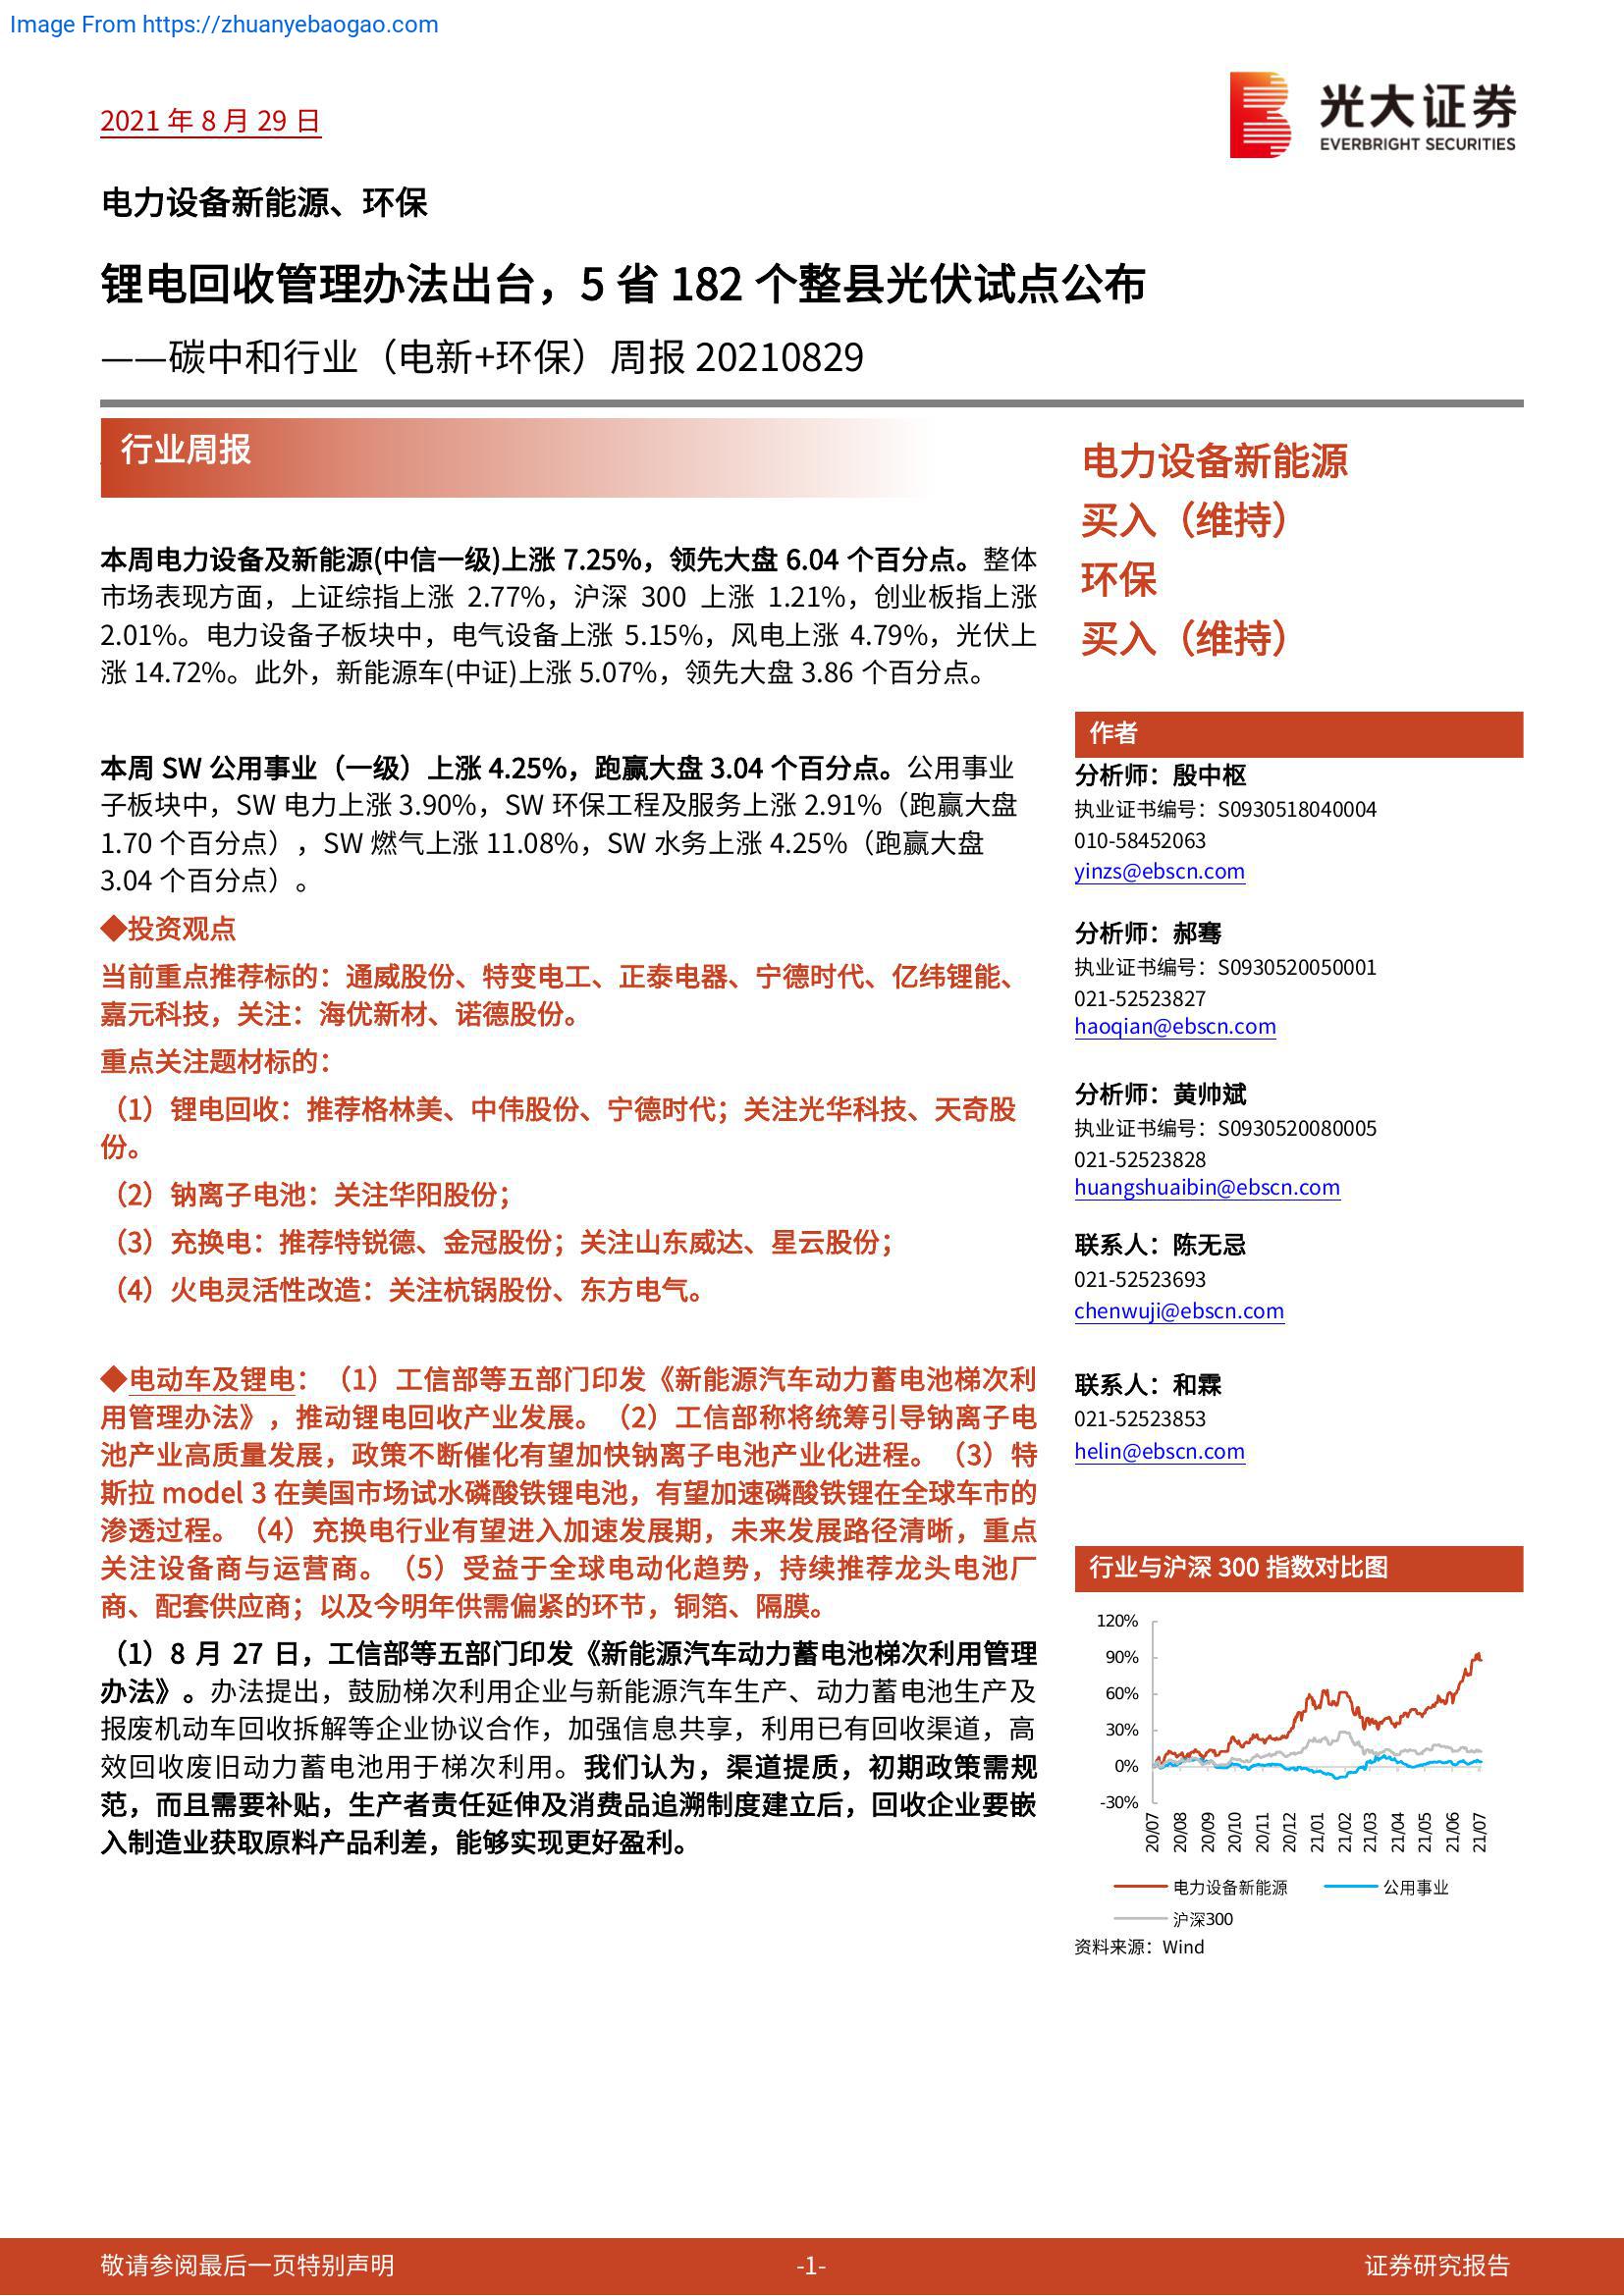 Image From https://zhuanyebaogao.com
2021 年 8 月 29 日
光大证券
EVERBRIGHT SECURITIES
电力设备新能源、环保
锂电回收管理办法出台，5 省 182 个整县光伏试点公布
——碳中和行业（电新+环保）周报 20210829
行业周报
本周电力设备及新能源(中信一级)上涨 7.25%，领先大盘 6.04 个百分点。整体
市场表现方面，上证综指上涨 2.77%，沪深 300 上涨 1.21%，创业板指上涨
2.01%。电力设备子板块中，电气设备上涨 5.15%，风电上涨 4.79%，光伏上
涨 14.72%。此外，新能源车(中证)上涨 5.07%，领先大盘 3.86 个百分点。
本周 SW 公用事业（一级）上涨 4.25%，跑赢大盘 3.04 个百分点。公用事业
子板块中，SW 电力上涨 3.90%，SW 环保工程及服务上涨 2.91%（跑赢大盘
1.70 个百分点），SW 燃气上涨 11.08%，SW 水务上涨 4.25%（跑赢大盘
3.04 个百分点）。
◆投资观点
当前重点推荐标的：通威股份、特变电工、正泰电器、宁德时代、亿纬锂能、
嘉元科技，关注：海优新材、诺德股份。
重点关注题材标的：
（1）锂电回收：推荐格林美、中伟股份、宁德时代；关注光华科技、天奇股
份。
（2）钠离子电池：关注华阳股份；
（3）充换电：推荐特锐德、金冠股份；关注山东威达、星云股份；
（4）火电灵活性改造：关注杭锅股份、东方电气。
◆电动车及锂电：（1）工信部等五部门印发《新能源汽车动力蓄电池梯次利
用管理办法》，推动锂电回收产业发展。（2）工信部称将统筹引导钠离子电
池产业高质量发展，政策不断催化有望加快钠离子电池产业化进程。（3）特
斯拉 model 3 在美国市场试水磷酸铁锂电池，有望加速磷酸铁锂在全球车市的
渗透过程。（4）充换电行业有望进入加速发展期，未来发展路径清晰，重点
关注设备商与运营商。（5）受益于全球电动化趋势，持续推荐龙头电池厂
商、配套供应商；以及今明年供需偏紧的环节，铜箔、隔膜。
（1）8 月 27 日，工信部等五部门印发《新能源汽车动力蓄电池梯次利用管理
办法》。办法提出，鼓励梯次利用企业与新能源汽车生产、动力蓄电池生产及
报废机动车回收拆解等企业协议合作，加强信息共享，利用已有回收渠道，高
效回收废旧动力蓄电池用于梯次利用。我们认为，渠道提质，初期政策需规
范，而且需要补贴，生产者责任延伸及消费品追溯制度建立后，回收企业要嵌
入制造业获取原料产品利差，能够实现更好盈利。
电力设备新能源
买入（维持）
环保
买入（维持）
作者
分析师：殷中枢
执业证书编号：S0930518040004
010-58452063
yinzs@ebscn.com
分析师：郝骞
执业证书编号：S0930520050001
021-52523827
haoqian@ebscn.com
分析师：黄帅斌
执业证书编号：S0930520080005
021-52523828
huangshuaibin@ebscn.com
联系人：陈无忌
021-52523693
chenwuji@ebscn.com
联系人：和霖
021-52523853
helin@ebscn.com
行业与沪深 300 指数对比图
120%
90%
60%
30%
0%
-30%
20/07 20/08 20/09 20/10 20/11 20/12 21/01 21/02 21/03 21/04 21/05 21/06 21/07
电力设备新能源 公用事业
沪深300
资料来源：Wind
敬请参阅最后一页特别声明 -1- 证券研究报告